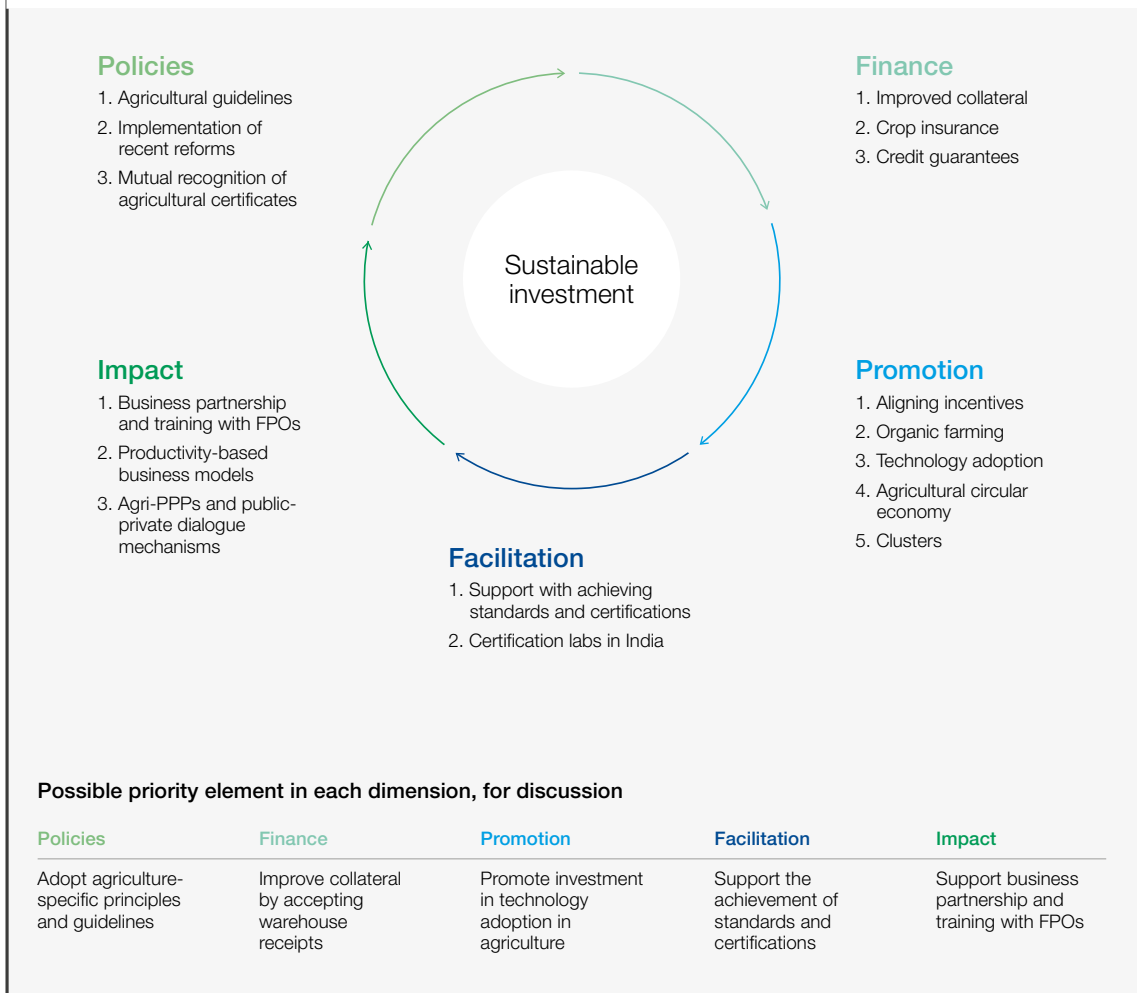 Policies
1. Agricultural guidelines
2. Implementation of
recent reforms
3. Mutual recognition of
agricultural certificates
Finance
1. Improved collateral
2. Crop insurance
3. Credit guarantees
Sustainable
investment
Impact
1. Business partnership
and training with FPOs
2. Productivity-based
business models
3. Agri-PPPs and public-
private dialogue
mechanisms
Promotion
1. Aligning incentives
2. Organic farming
3. Technology adoption
4. Agricultural circular
economy
5. Clusters
Facilitation
1. Support with achieving
standards and certifications
2. Certification labs in India
Possible priority element in each dimension, for discussion
Policies
Finance
Promotion
Facilitation
Impact
Adopt agriculture-
specific principles
and guidelines
Improve collateral
by accepting
warehouse
receipts
Promote investment
in technology
adoption in
agriculture
Support the
achievement of
standards and
certifications
Support business
partnership and
training with FPOs